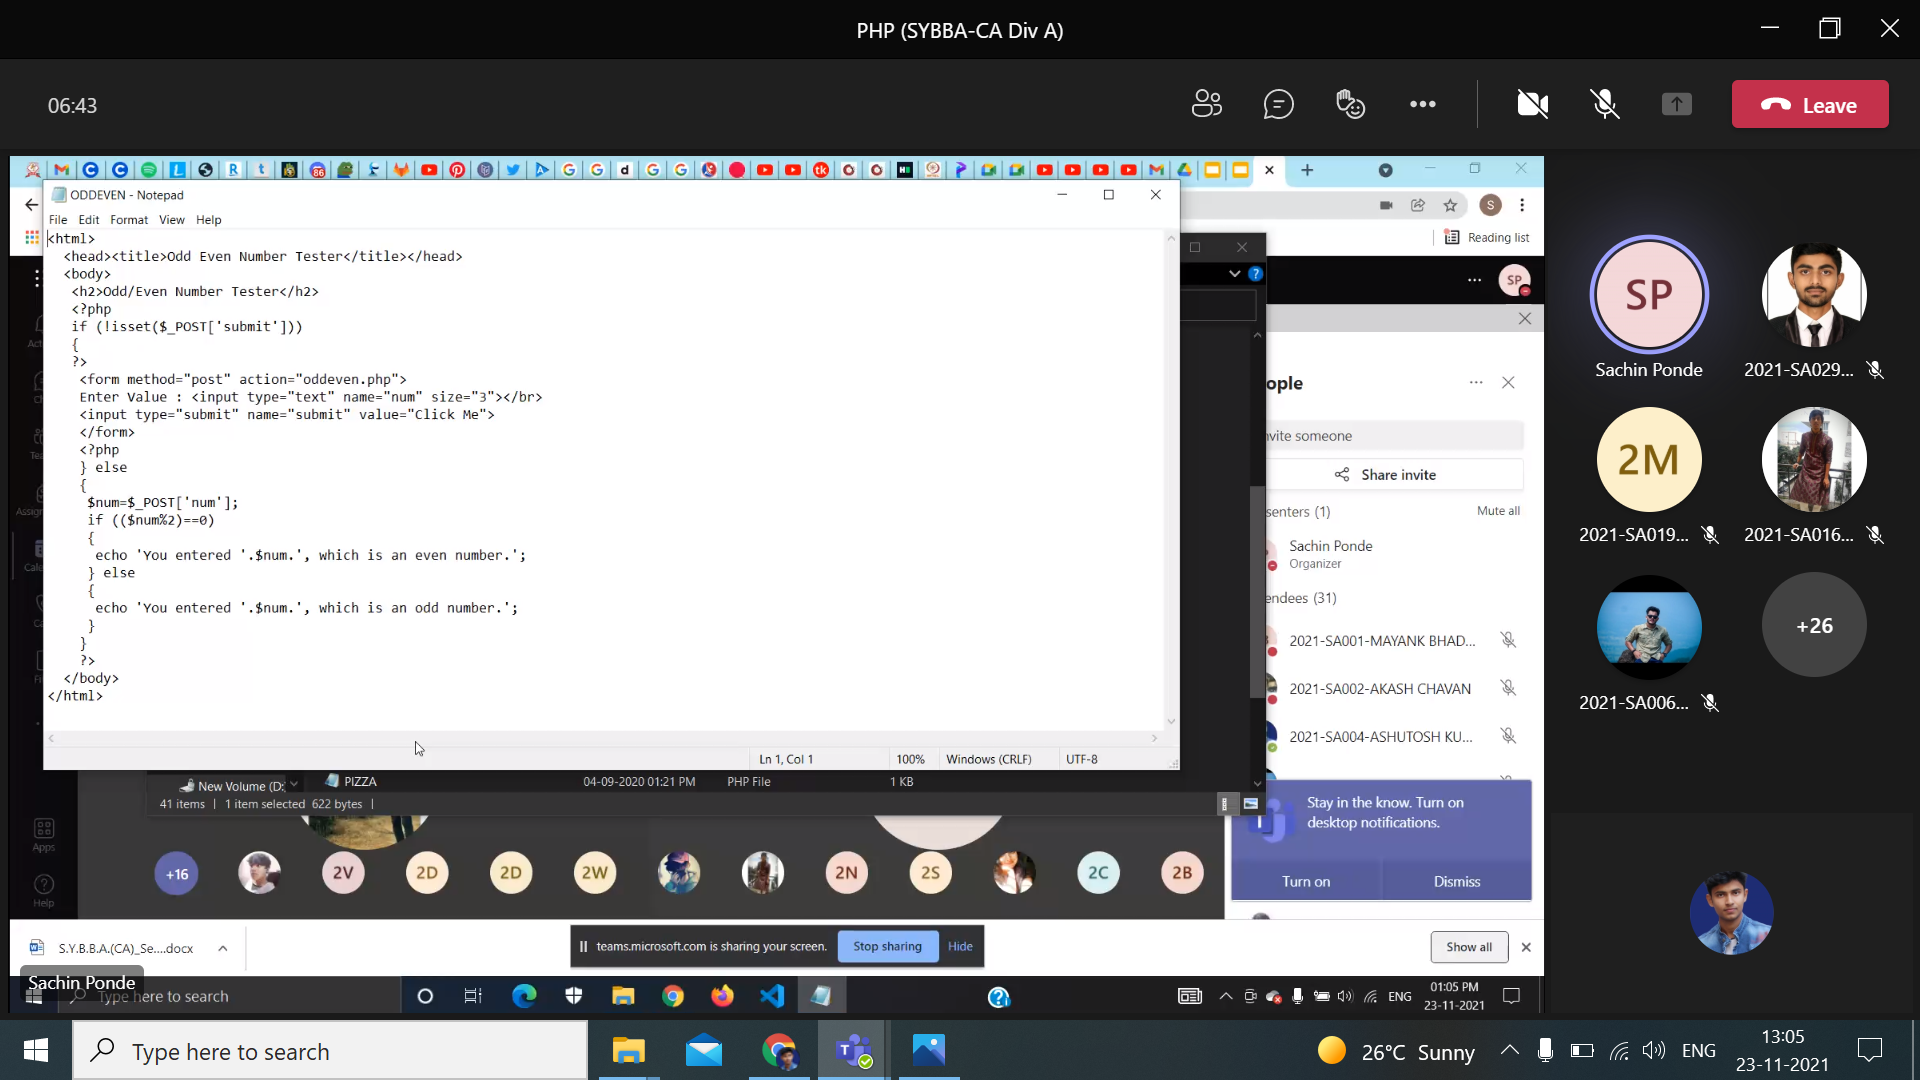 PHP (SYBBA-CA Div A)
06:43
Leave
ODDEVEN - Notepad
File Edit Format View Help
<html>
<head><title>Odd Even Number Tester</title></head>
<body>
<h2>Odd/Even Number Tester</h2>
<?php
if (!isset($_POST['submit']))
{
?>
<form method="post" action="oddeven.php">
Enter Value : <input type="text" name="num" size="3"></br>
<input type="submit" name="submit" value="Click Me">
</form>
<?php
} else
{
$num=$_POST['num'];
if (($num%2)==0)
{
echo 'You entered '.$num.', which is an even number.';
} else
{
echo 'You entered '.$num.', which is an odd number.';
}
}
?>
</body>
</html>
Ln 1, Col 1 100% Windows (CRLF) UTF-8
New Volume (D: PIZZA 04-09-2020 01:21 PM PHP File 1 KB
41 items 1 item selected 622 bytes
Reading list
S
SP
ople
nvite someone
Share invite
senters (1) Mute all
Sachin Ponde
Organizer
endees (31)
2021-SA001-MAYANK BHAD...
2021-SA002-AKASH CHAVAN
2021-SA004-ASHUTOSH KU...
Stay in the know. Turn on
desktop notifications.
Turn on Dismiss
Apps
Help
+16 2V 2D 2D 2W 2N 2S 2C 2B
S.Y.B.B.A.(CA)_Se....docx
teams.microsoft.com is sharing your screen. Stop sharing Hide
Show all
Sachin Ponde
Type here to search
ENG
01:05 PM
23-11-2021
SP
Sachin Ponde
2021-SA029...
2M
2021-SA019...
2021-SA016...
2021-SA006...
+26
Type here to search
26°C Sunny
ENG
13:05
23-11-2021